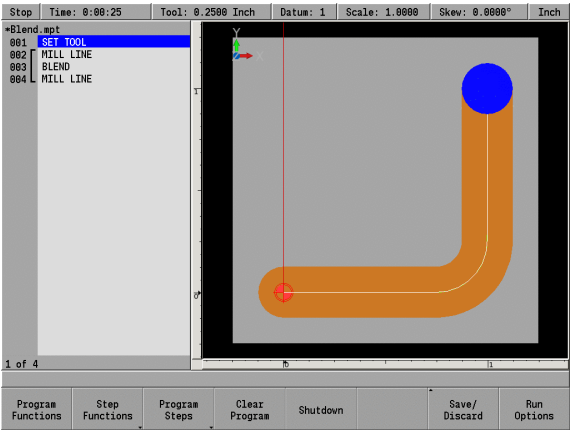 Stop Time: 0:00:25 Tool: 0.2500 Inch Datum: 1 Scale: 1.0000 Skew: 0.0000° Inch
*Blend.mpt
001 SET TOOL
002 MILL LINE
003 BLEND
004 MILL LINE
Y
1
0
0
1
1 of 4
Program Functions
Step Functions
Program Steps
Clear Program
Shutdown
Save/ Discard
Run Options